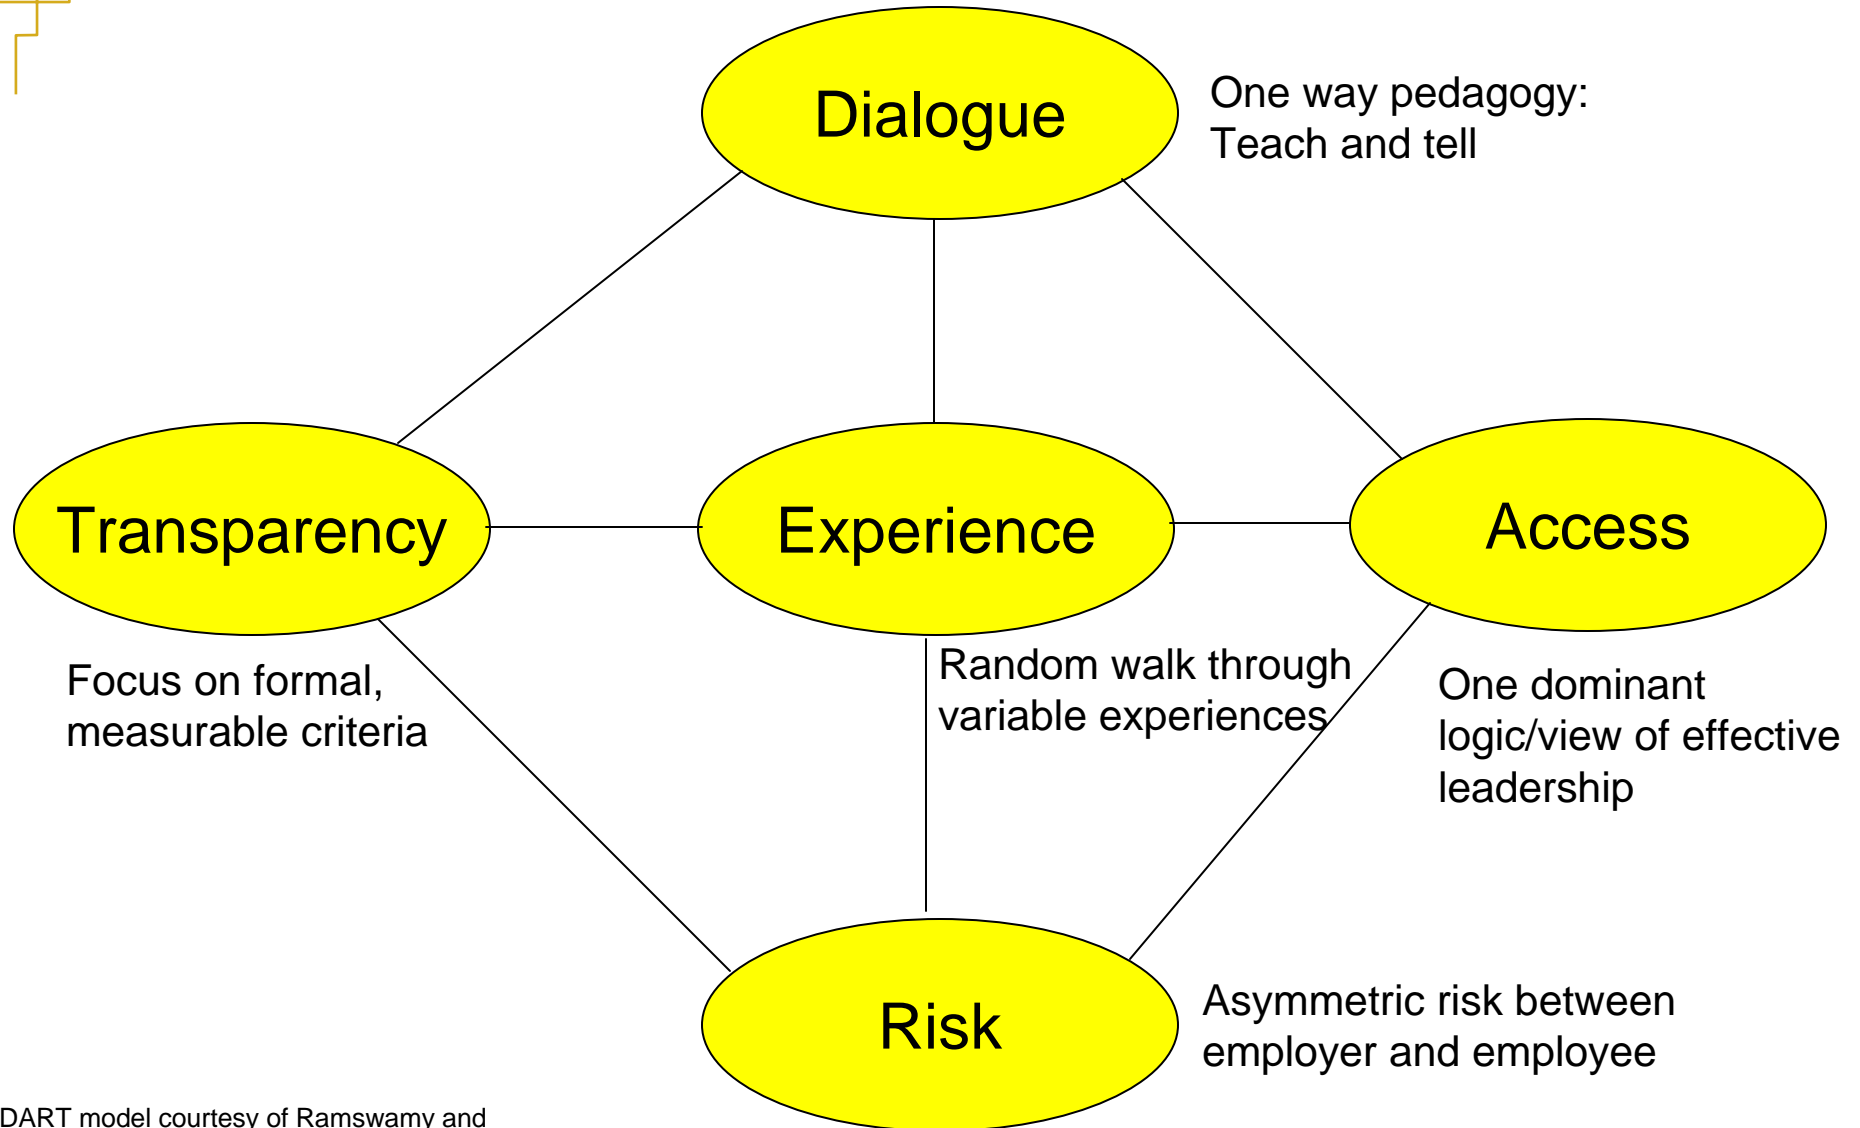 Dialogue
One way pedagogy:
Teach and tell
Transparency
Experience
Access
Focus on formal,
measurable criteria
Random walk through
variable experiences
One dominant
logic/view of effective
leadership
Risk
Asymmetric risk between
employer and employee
DART model courtesy of Ramswamy and